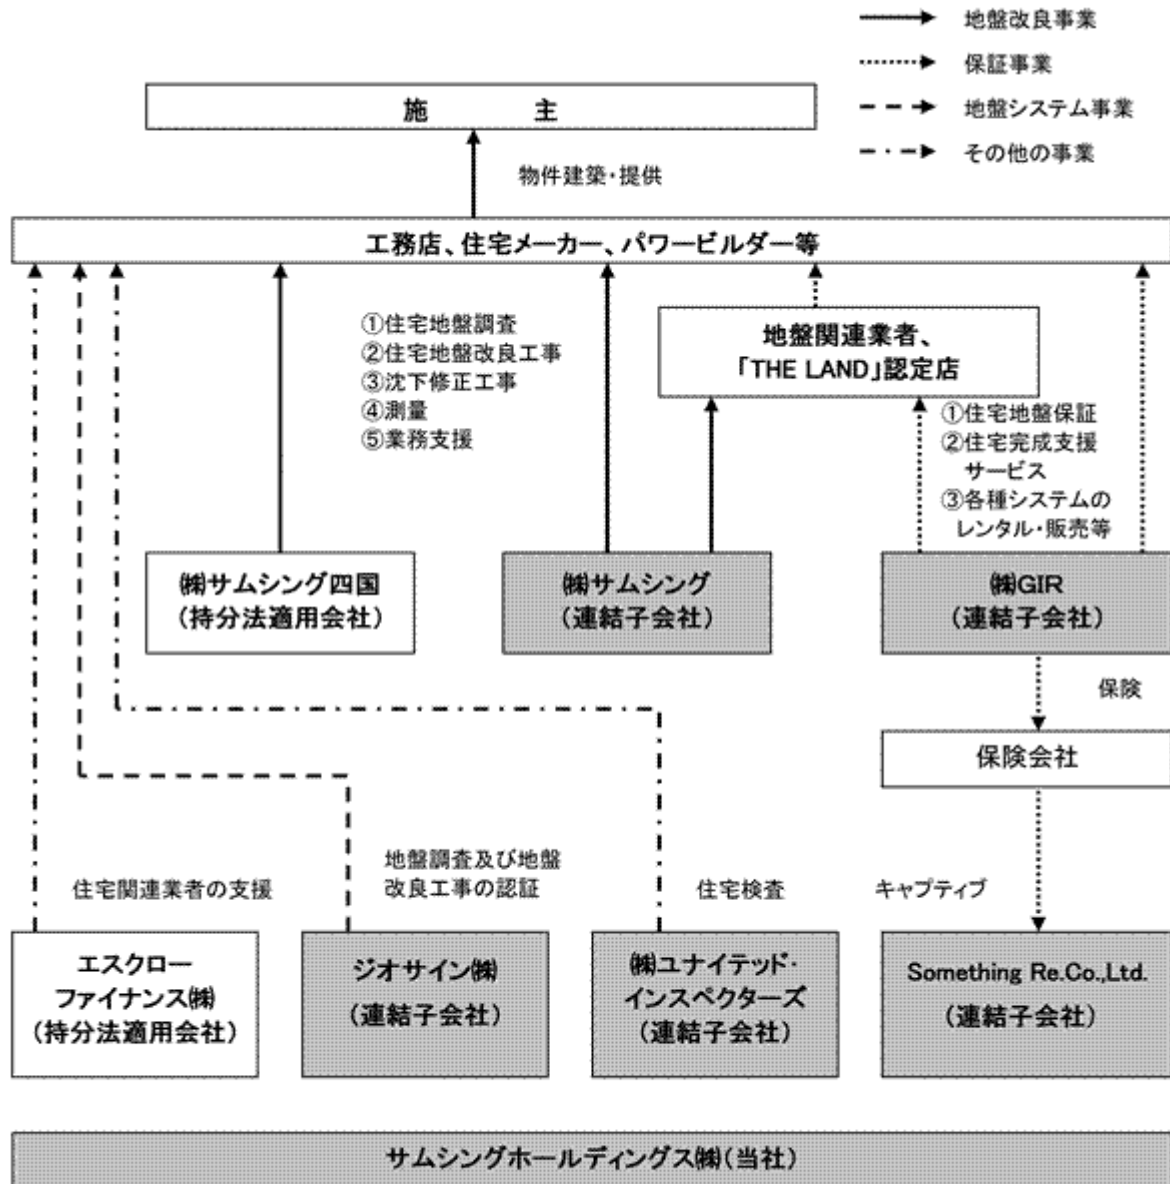 地盤改良事業
保証事業
地盤システム事業
その他の事業
施　　　主
物件建築・提供
工務店、住宅メーカー、パワービルダー等
①住宅地盤調査
②住宅地盤改良工事
③沈下修正工事
④測量
⑤業務支援
地盤関連業者、
「THE LAND」認定店
①住宅地盤保証
②住宅完成支援
サービス
③各種システムの
レンタル・販売等
㈱サムシング四国
（持分法適用会社）
㈱サムシング
（連結子会社）
㈱GIR
（連結子会社）
保険
保険会社
住宅関連業者の支援
地盤調査及び地盤
改良工事の認証
住宅検査
キャプティブ
エスクロー
ファイナンス㈱
（持分法適用会社）
ジオサイン㈱
（連結子会社）
㈱ユナイテッド・
インスペクターズ
（連結子会社）
Something Re.Co.,Ltd.
（連結子会社）
サムシングホールディングス㈱（当社）